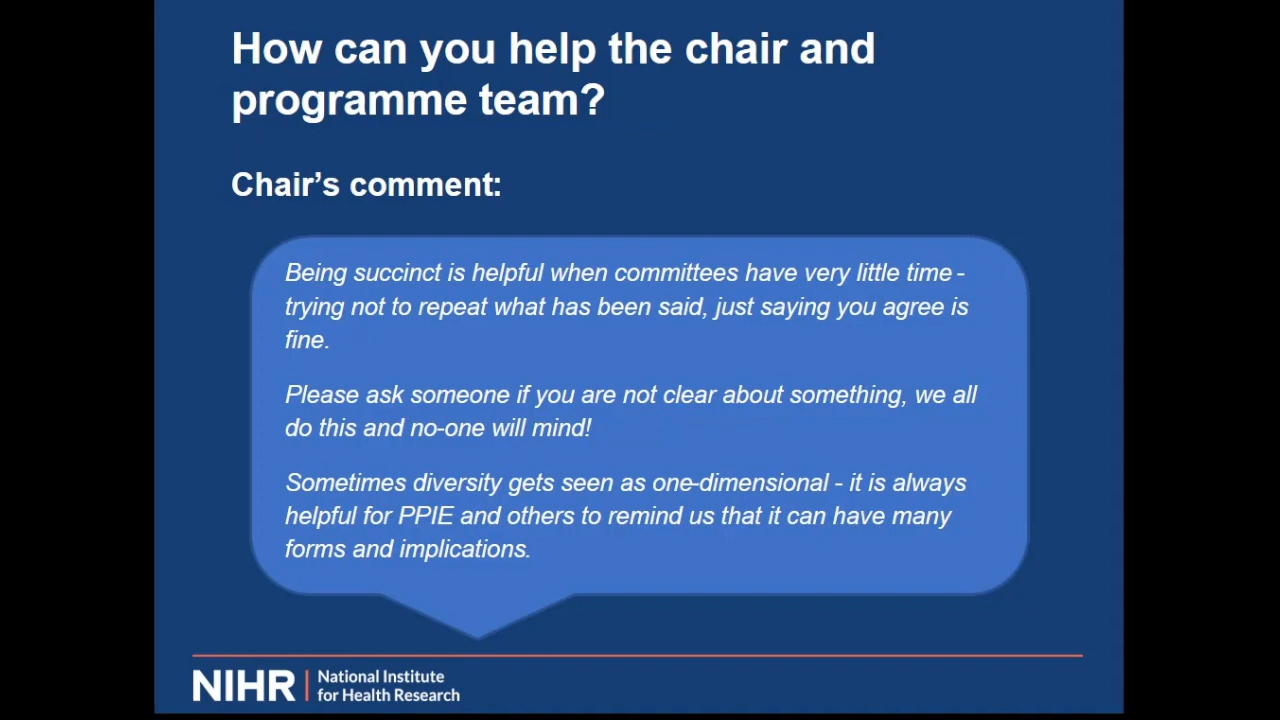 How can you help the chair and
programme team?
Chair's comment:
Being succinct is helpful when committees have very little time -
trying not to repeat what has been said, just saying you agree is
fine.
Please ask someone if you are not clear about something, we all
do this and no-one will mind!
Sometimes diversity gets seen as one-dimensional - it is always
helpful for PPIE and others to remind us that it can have many
forms and implications.
NIHR | National Institute
for Health Research